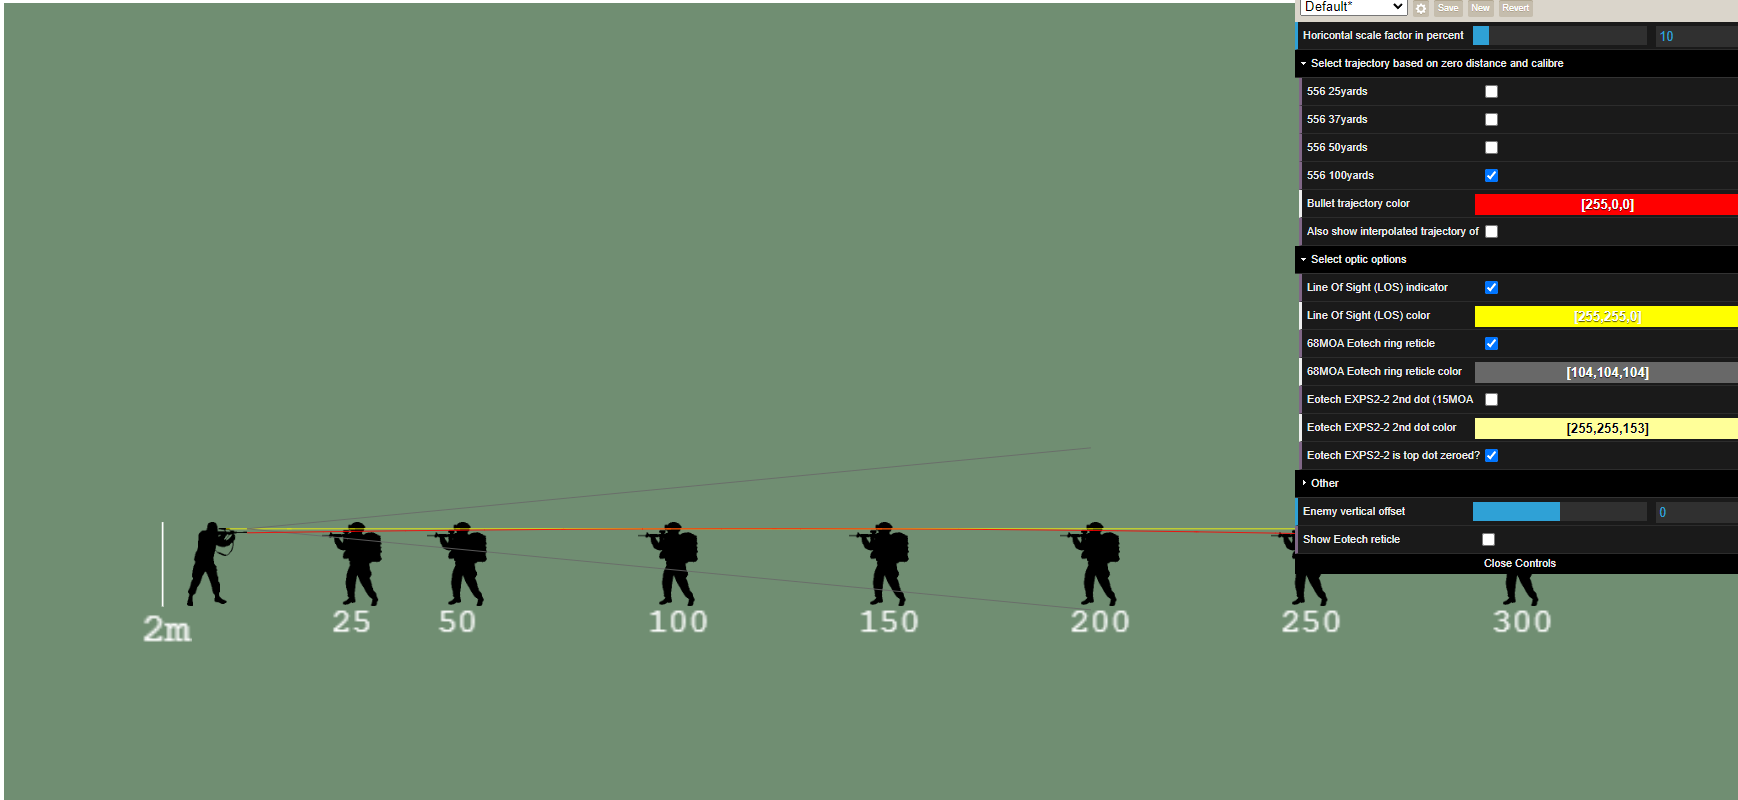 Default*
Save
New
Revert
Horicontal scale factor in percent
10
Select trajectory based on zero distance and calibre
556 25yards
556 37yards
556 50yards
556 100yards
Bullet trajectory color
[255,0,0]
Also show interpolated trajectory of
Select optic options
Line Of Sight (LOS) indicator
Line Of Sight (LOS) color
[255,255,0]
68MOA Eotech ring reticle
68MOA Eotech ring reticle color
[104,104,104]
Eotech EXPS2-2 2nd dot (15MOA
Eotech EXPS2-2 2nd dot color
[255,255,153]
Eotech EXPS2-2 is top dot zeroed?
Other
Enemy vertical offset
0
Show Eotech reticle
Close Controls
2m
25
50
100
150
200
250
300